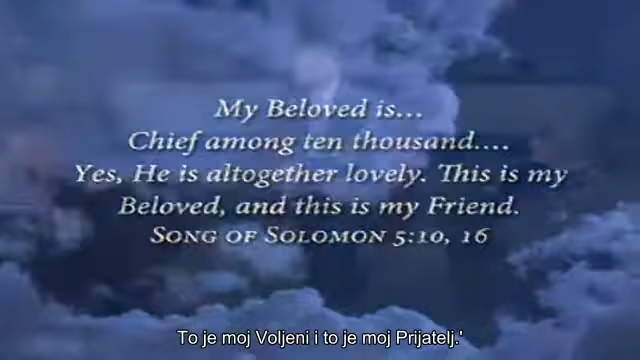 My Beloved is...
Chief among ten thousand....
Yes, He is altogether lovely. This is my
Beloved, and this is my Friend.
SONG OF SOLOMON 5:10, 16
To je moj Voljeni i to je moj Prijatelj.'